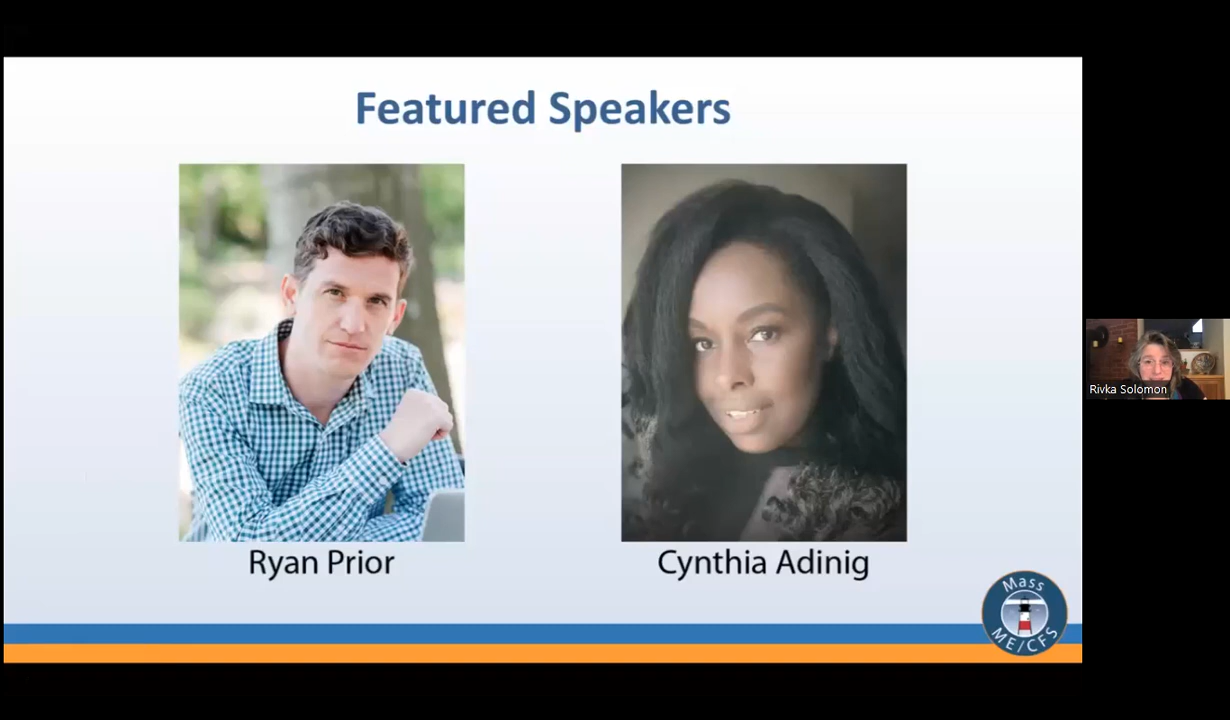 Featured Speakers
Ryan Prior
Cynthia Adinig
Mass
ME/CFS
Rivka Solomon